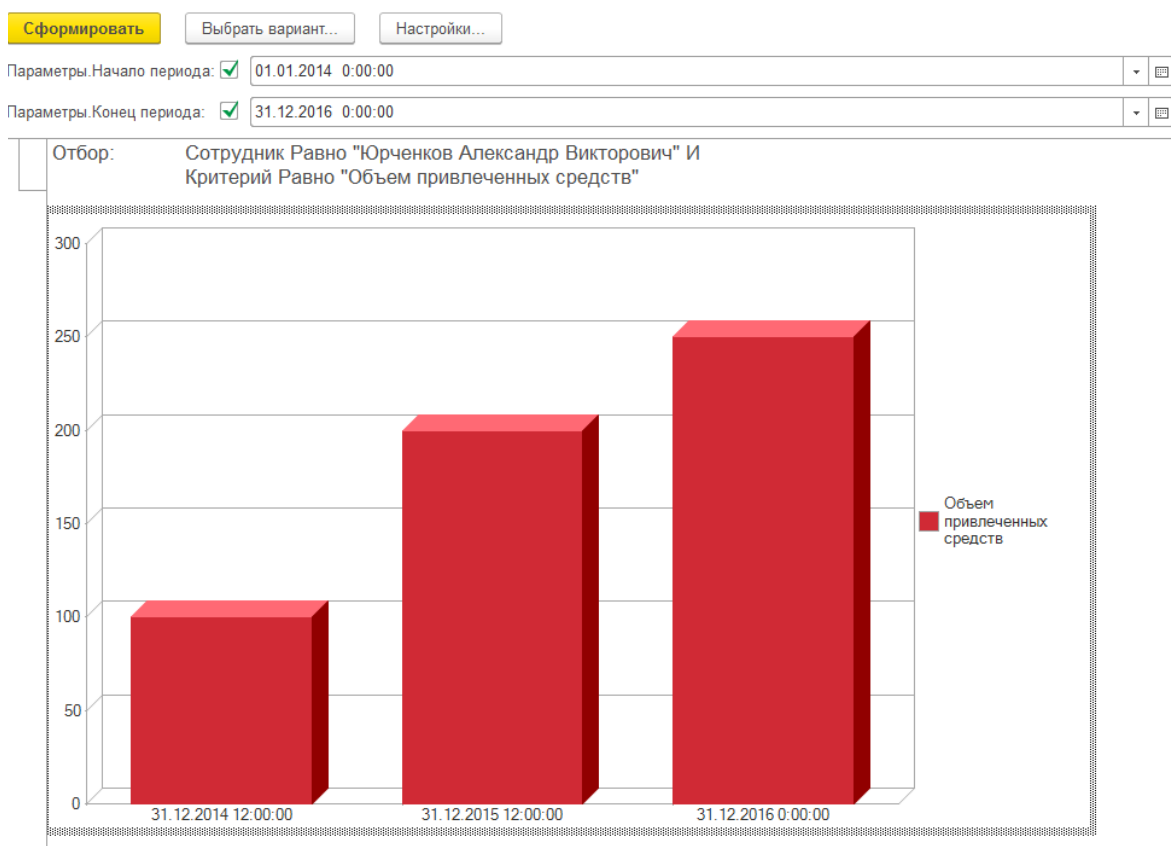 Сформировать Выбрать вариант... Настройки...
Параметры.Начало периода: 01.01.2014 0:00:00
Параметры.Конец периода: 31.12.2016 0:00:00
Отбор: Сотрудник Равно "Юрченков Александр Викторович" И
Критерий Равно "Объем привлеченных средств"
300
250
200
150
100
50
0
31.12.2014 12:00:00 31.12.2015 12:00:00 31.12.2016 0:00:00
Объем
привлеченных
средств